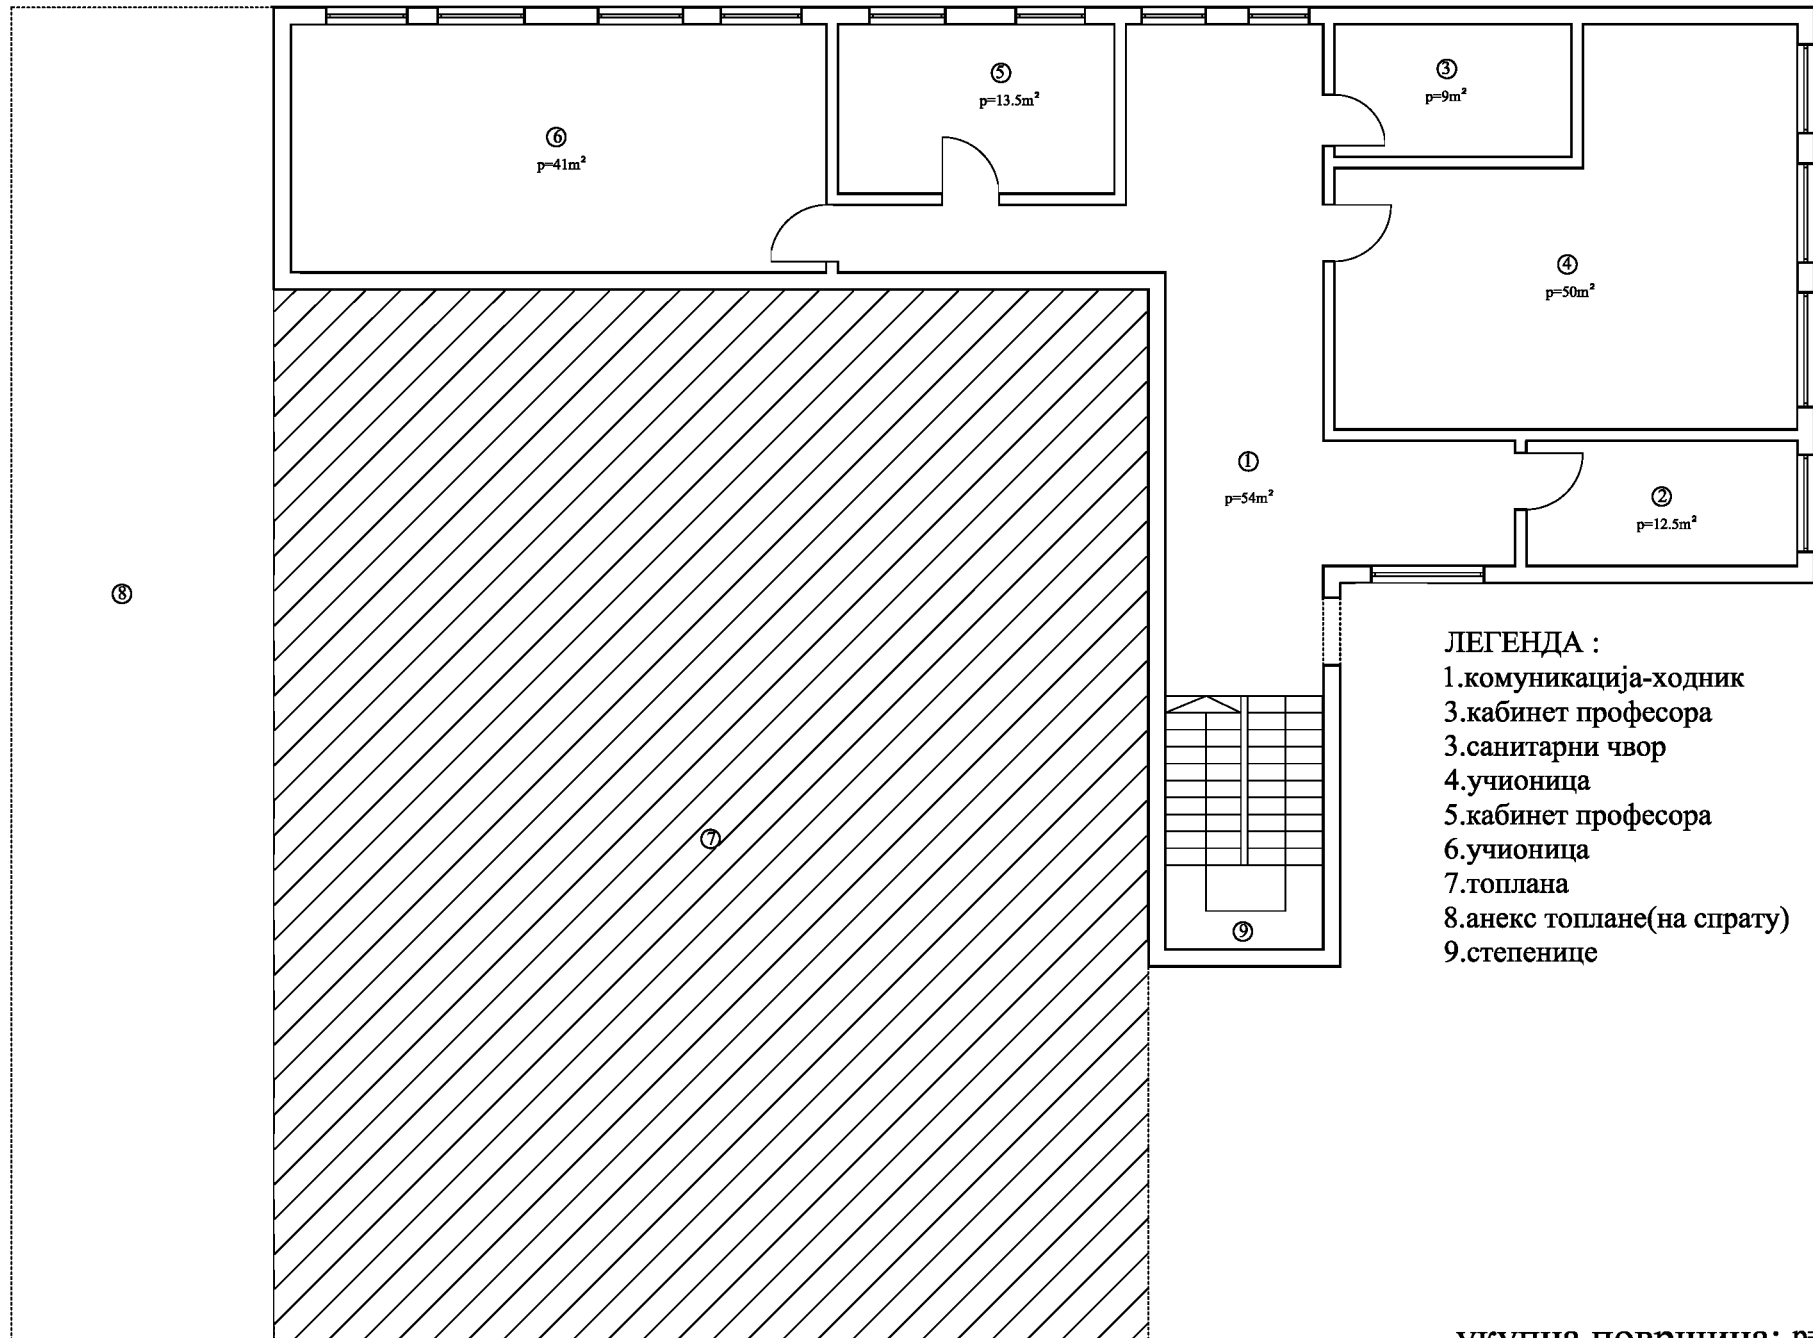 ③
p=9m²
⑤
p=13.5m²
⑥
p=41m²
④
p=50m²
①
p=54m²
②
p=12.5m²
⑧
ЛЕГЕНДА :
1.комуникација-ходник
3.кабинет професора
3.санитарни чвор
4.учионица
5.кабинет професора
6.учионица
7.топлана
8.анекс топлане(на спрату)
9.степенице
⑦
⑨
укупна површина: